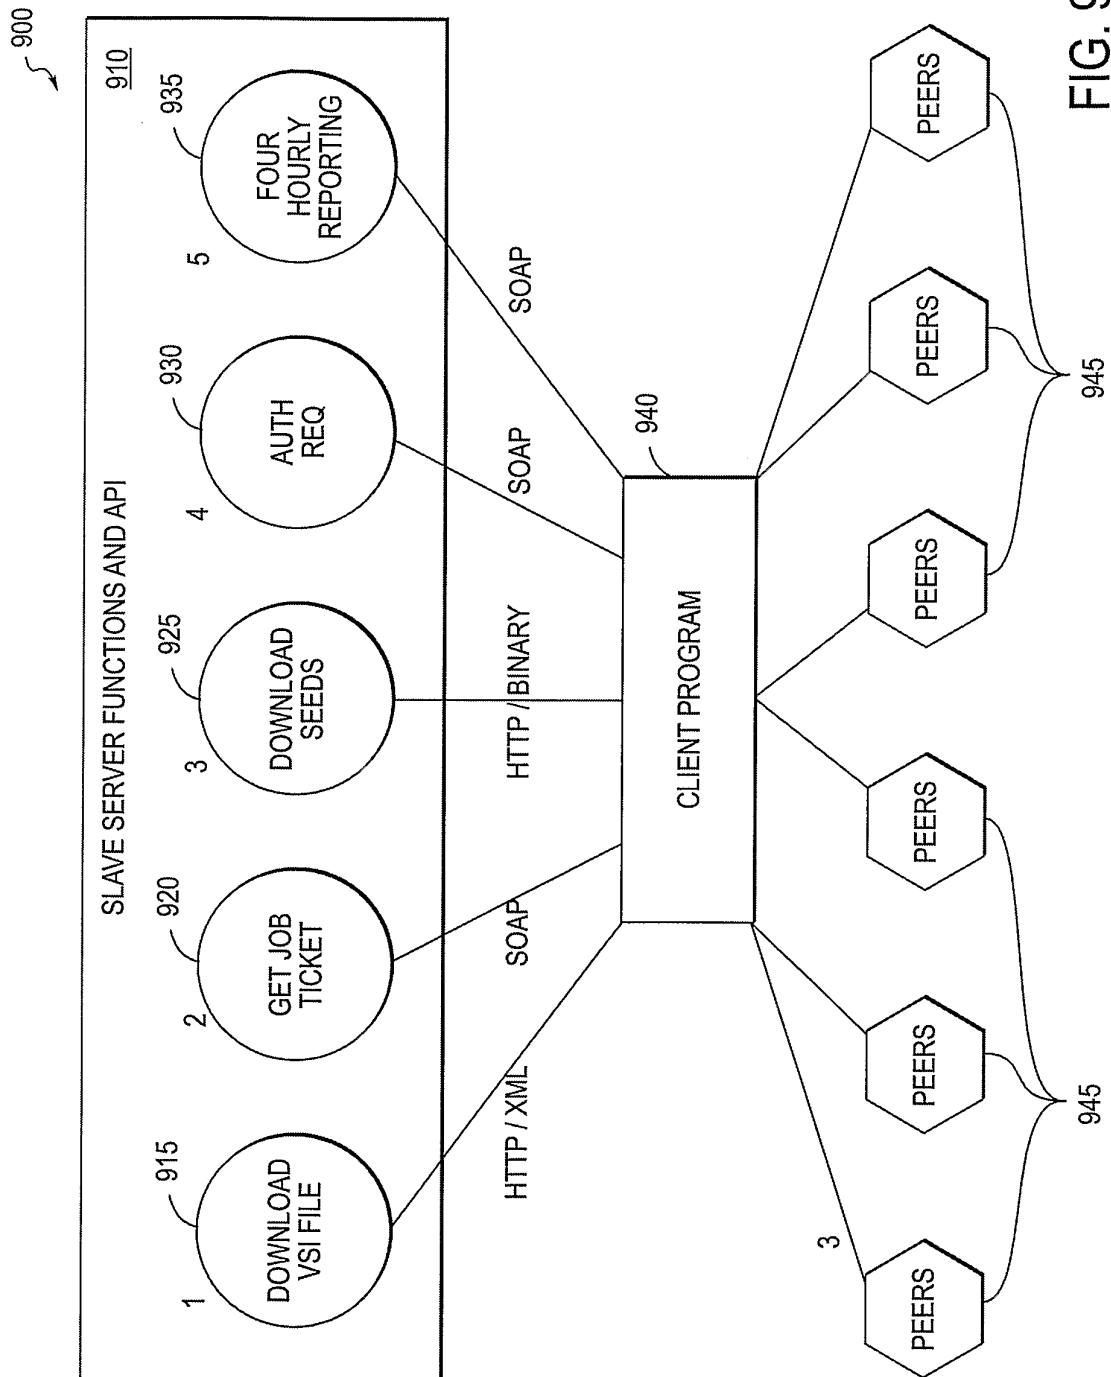 900
SLAVE SERVER FUNCTIONS AND API
910
1
915
DOWNLOAD
VSI FILE
2
920
GET JOB
TICKET
3
925
DOWNLOAD
SEEDS
4
930
AUTH
REQ
5
935
FOUR
HOURLY
REPORTING
HTTP / XML
SOAP
HTTP / BINARY
SOAP
SOAP
940
CLIENT PROGRAM
3
PEERS
PEERS
PEERS
PEERS
PEERS
PEERS
945
945
FIG. 9